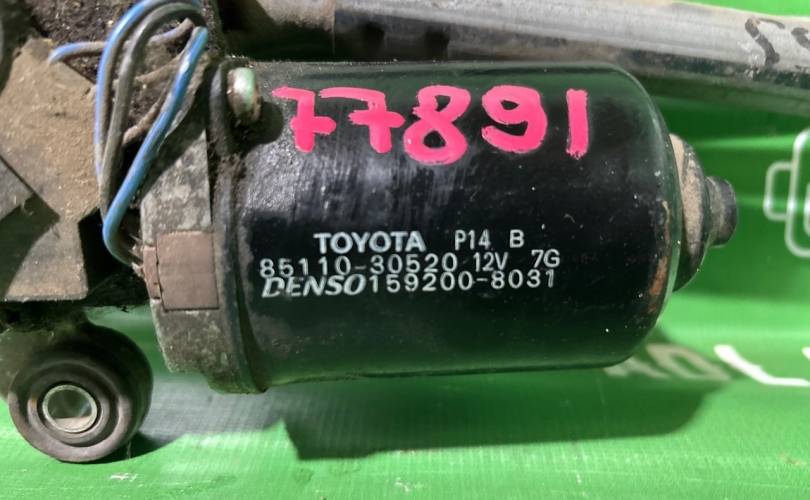 77891
TOYOTA P14 B
85110-30520 12V 7G
DENSO 159200-8031